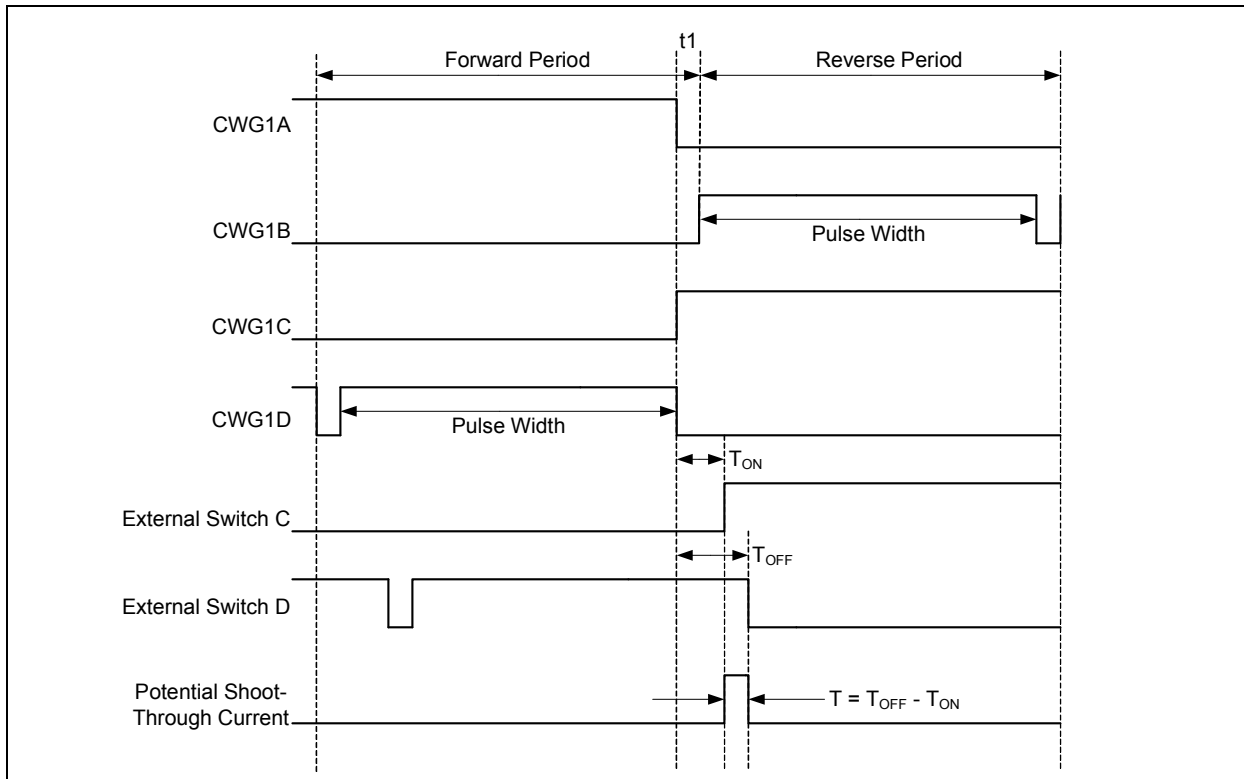 t1
Forward Period
Reverse Period
CWG1A
CWG1B
Pulse Width
CWG1C
CWG1D
Pulse Width
TON
External Switch C
TOFF
External Switch D
Potential Shoot-
Through Current
T = TOFF - TON